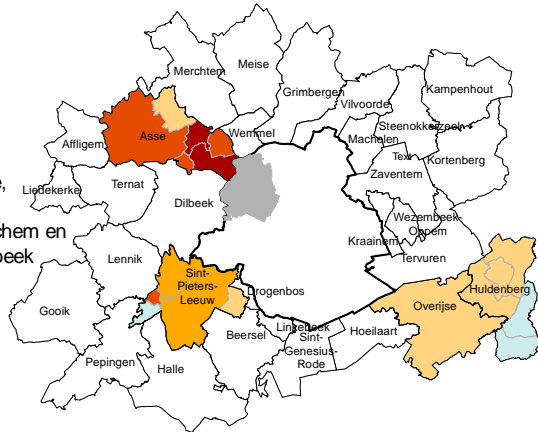 Meise
Merchtem
Kampenhout
Grimbergen
Vilvoorde
Steenokkerzeel
Asse
Wemmel
Machelen
Affligem
Text
Kortenberg
Zaventem
Liedekerke
Ternat
e,
Dilbeek
Wezembeek-
Oppem
chem en
Kraainem
beek
Lennik
Tervuren
Sint-
Pieters-
Leeuw
Drogenbos
Huldenberg
Gooik
Overijse
Beersel
Linkebeek
Sint-
Genesius-
Rode
Hoeilaart
Pepingen
Halle